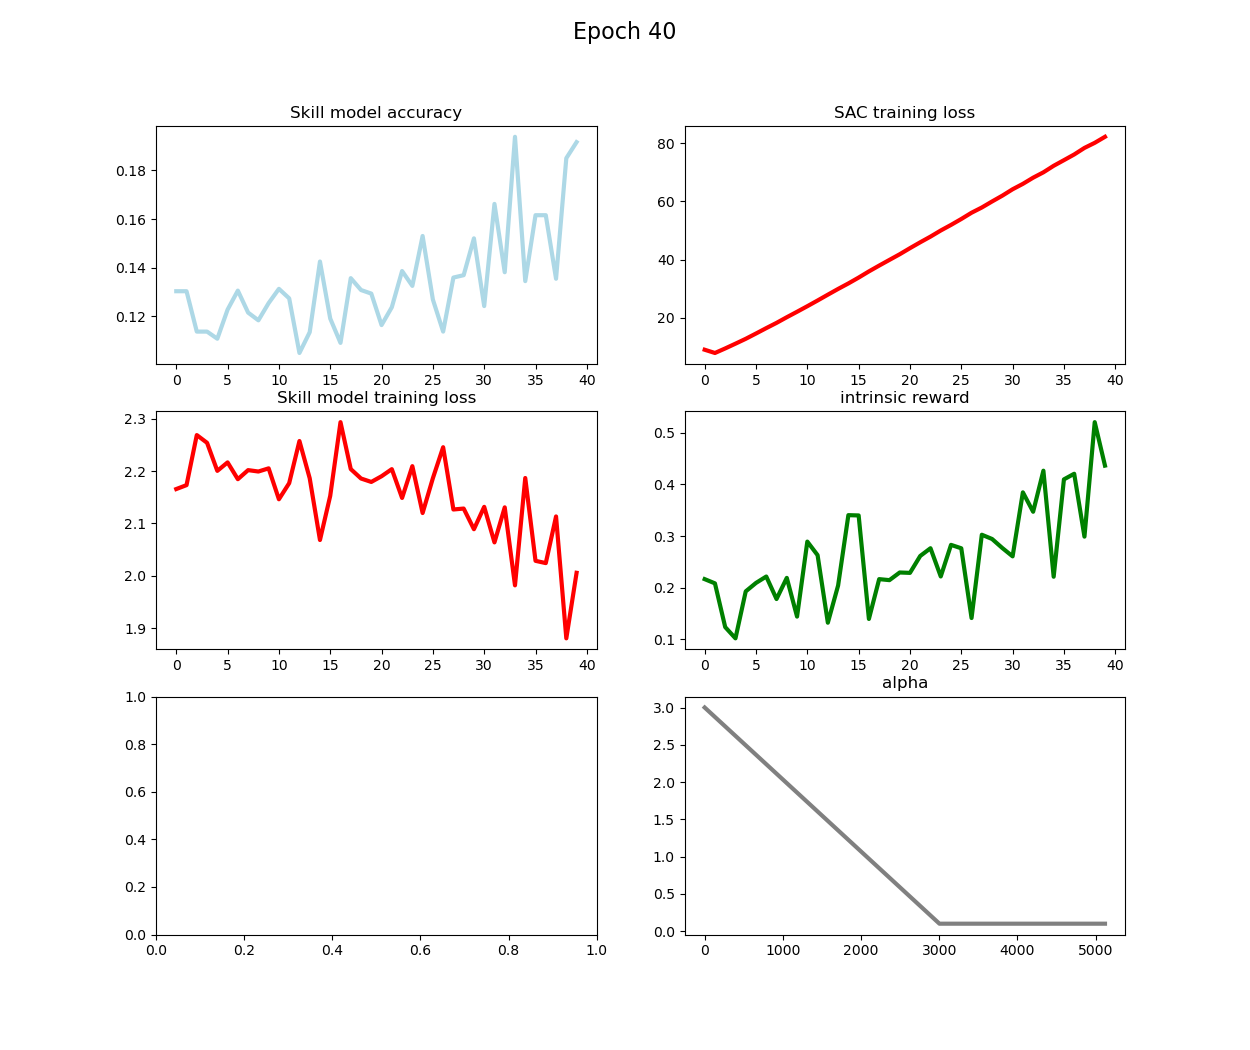 Epoch 40
Skill model accuracy
0.18
0.16
0.14
0.12
0 5 10 15 20 25 30 35 40
SAC training loss
80
60
40
20
0 5 10 15 20 25 30 35 40
Skill model training loss
2.3
2.2
2.1
2.0
1.9
0 5 10 15 20 25 30 35 40
intrinsic reward
0.5
0.4
0.3
0.2
0.1
0 5 10 15 20 25 30 35 40
1.0
0.8
0.6
0.4
0.2
0.0
0.0 0.2 0.4 0.6 0.8 1.0
alpha
3.0
2.5
2.0
1.5
1.0
0.5
0.0
0 1000 2000 3000 4000 5000